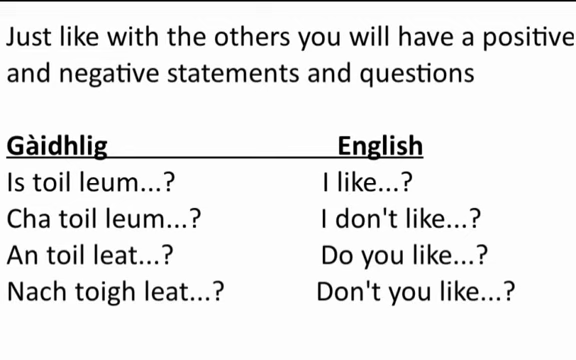 Just like with the others you will have a positive
and negative statements and questions
Gàidhlig English
Is toil leum...? I like...?
Cha toil leum...? I don't like...?
An toil leat...? Do you like...?
Nach toigh leat...? Don't you like...?